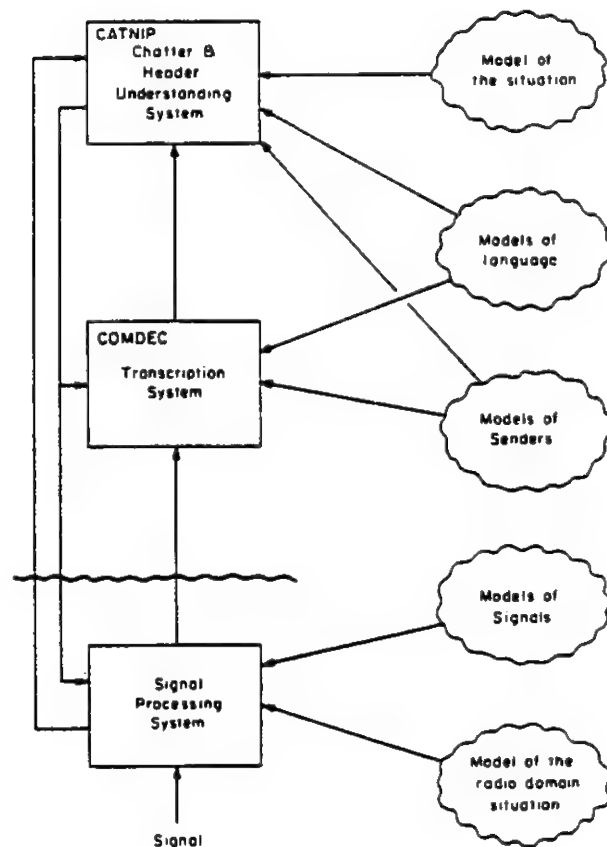 CATNIP
Chatter &
Header
Understanding
System
Model of
the situation
Models of
language
COMDEC
Transcription
System
Models of
Senders
Models of
Signals
Signal
Processing
System
Model of the
radio domain
situation
Signal